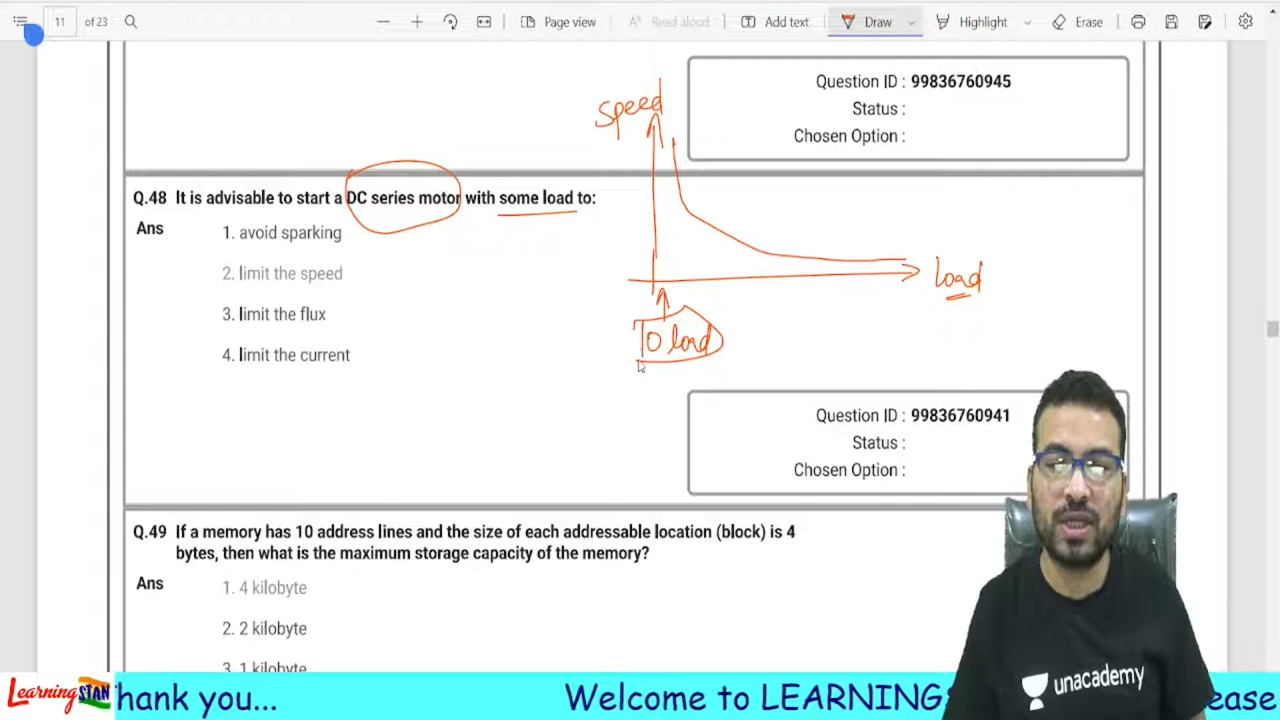 11 of 23 Page view Read aloud Add text Draw Highlight Erase
Question ID : 99836760945
Status :
Chosen Option :
Speed
Q.48 It is advisable to start a DC series motor with some load to:
Ans
1. avoid sparking
2. limit the speed
3. limit the flux
4. limit the current
load
To load
Question ID : 99836760941
Status :
Chosen Option :
Q.49 If a memory has 10 address lines and the size of each addressable location (block) is 4
bytes, then what is the maximum storage capacity of the memory?
Ans
1. 4 kilobyte
2. 2 kilobyte
3. 1 kilobyte
unacademy
Learning STAN
Thank you... Welcome to LEARNING